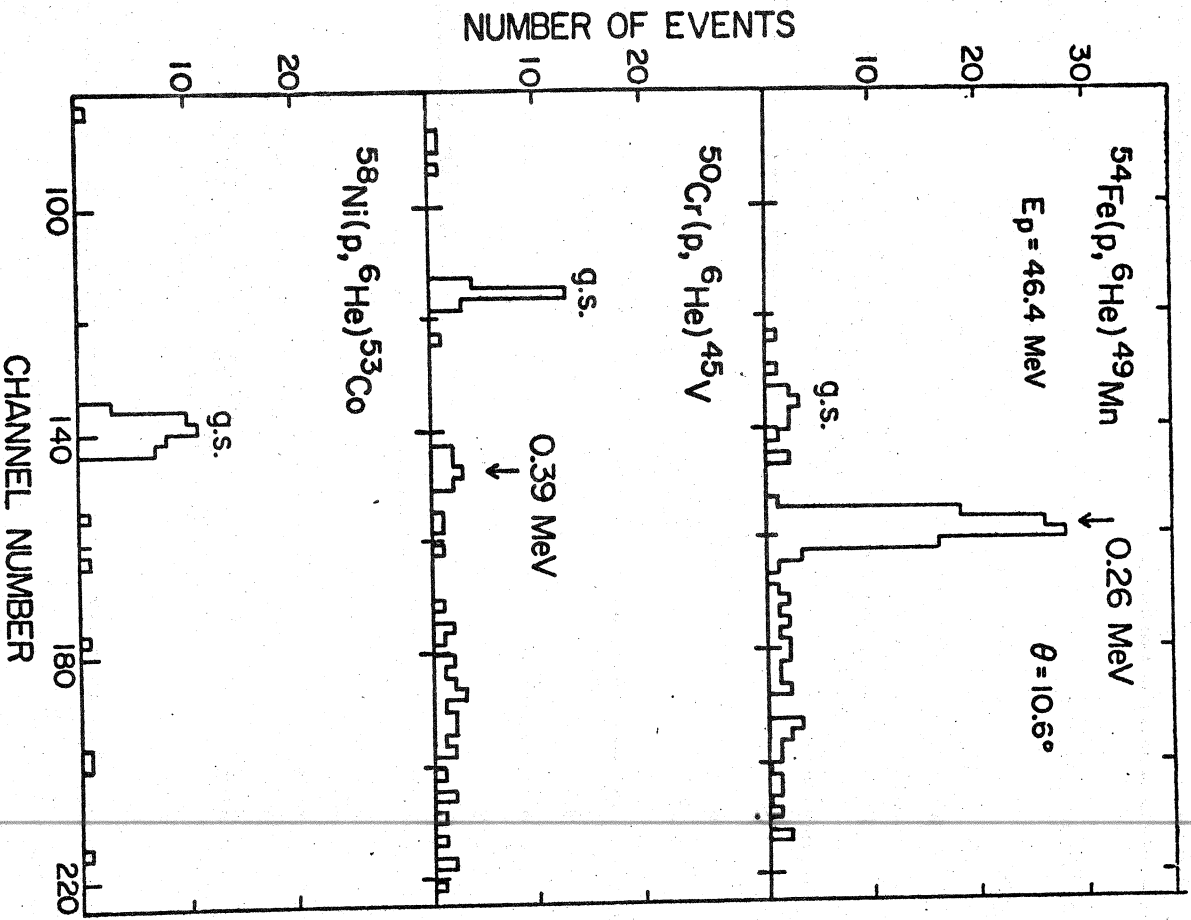 NUMBER OF EVENTS
10
20
30
⁵⁴Fe(p, ⁶He)⁴⁹Mn
E_p = 46.4 MeV
θ = 10.6°
g.s.
0.26 MeV
10
20
⁵⁰Cr(p, ⁶He)⁴⁵V
g.s.
0.39 MeV
10
20
⁵⁸Ni(p, ⁶He)⁵³Co
g.s.
100
140
180
220
CHANNEL NUMBER